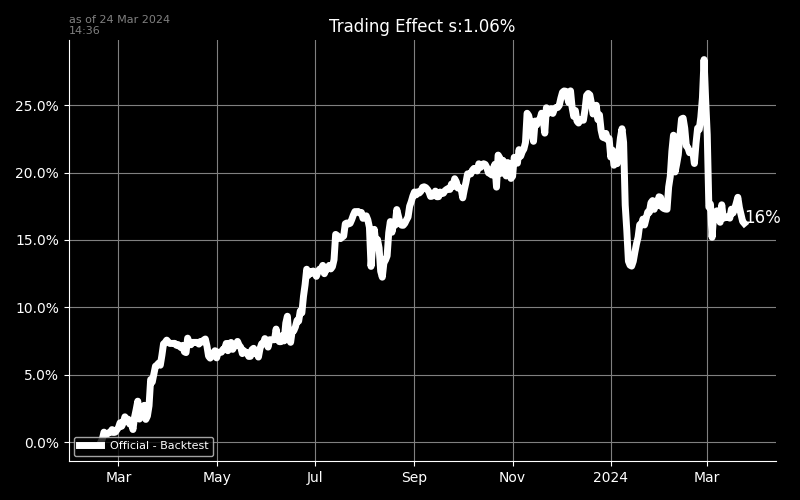 as of 24 Mar 2024
14:36
Trading Effect s:1.06%
25.0%
20.0%
15.0%
10.0%
5.0%
0.0%
16%
Official - Backtest
Mar May Jul Sep Nov 2024 Mar